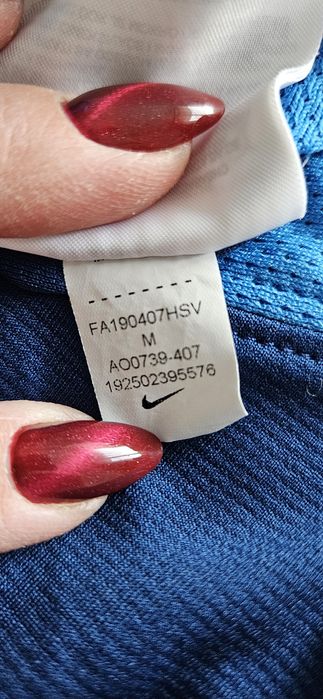 - - - - - - - - - - -
FA190407HSV
M
AO0739-407
192502395576